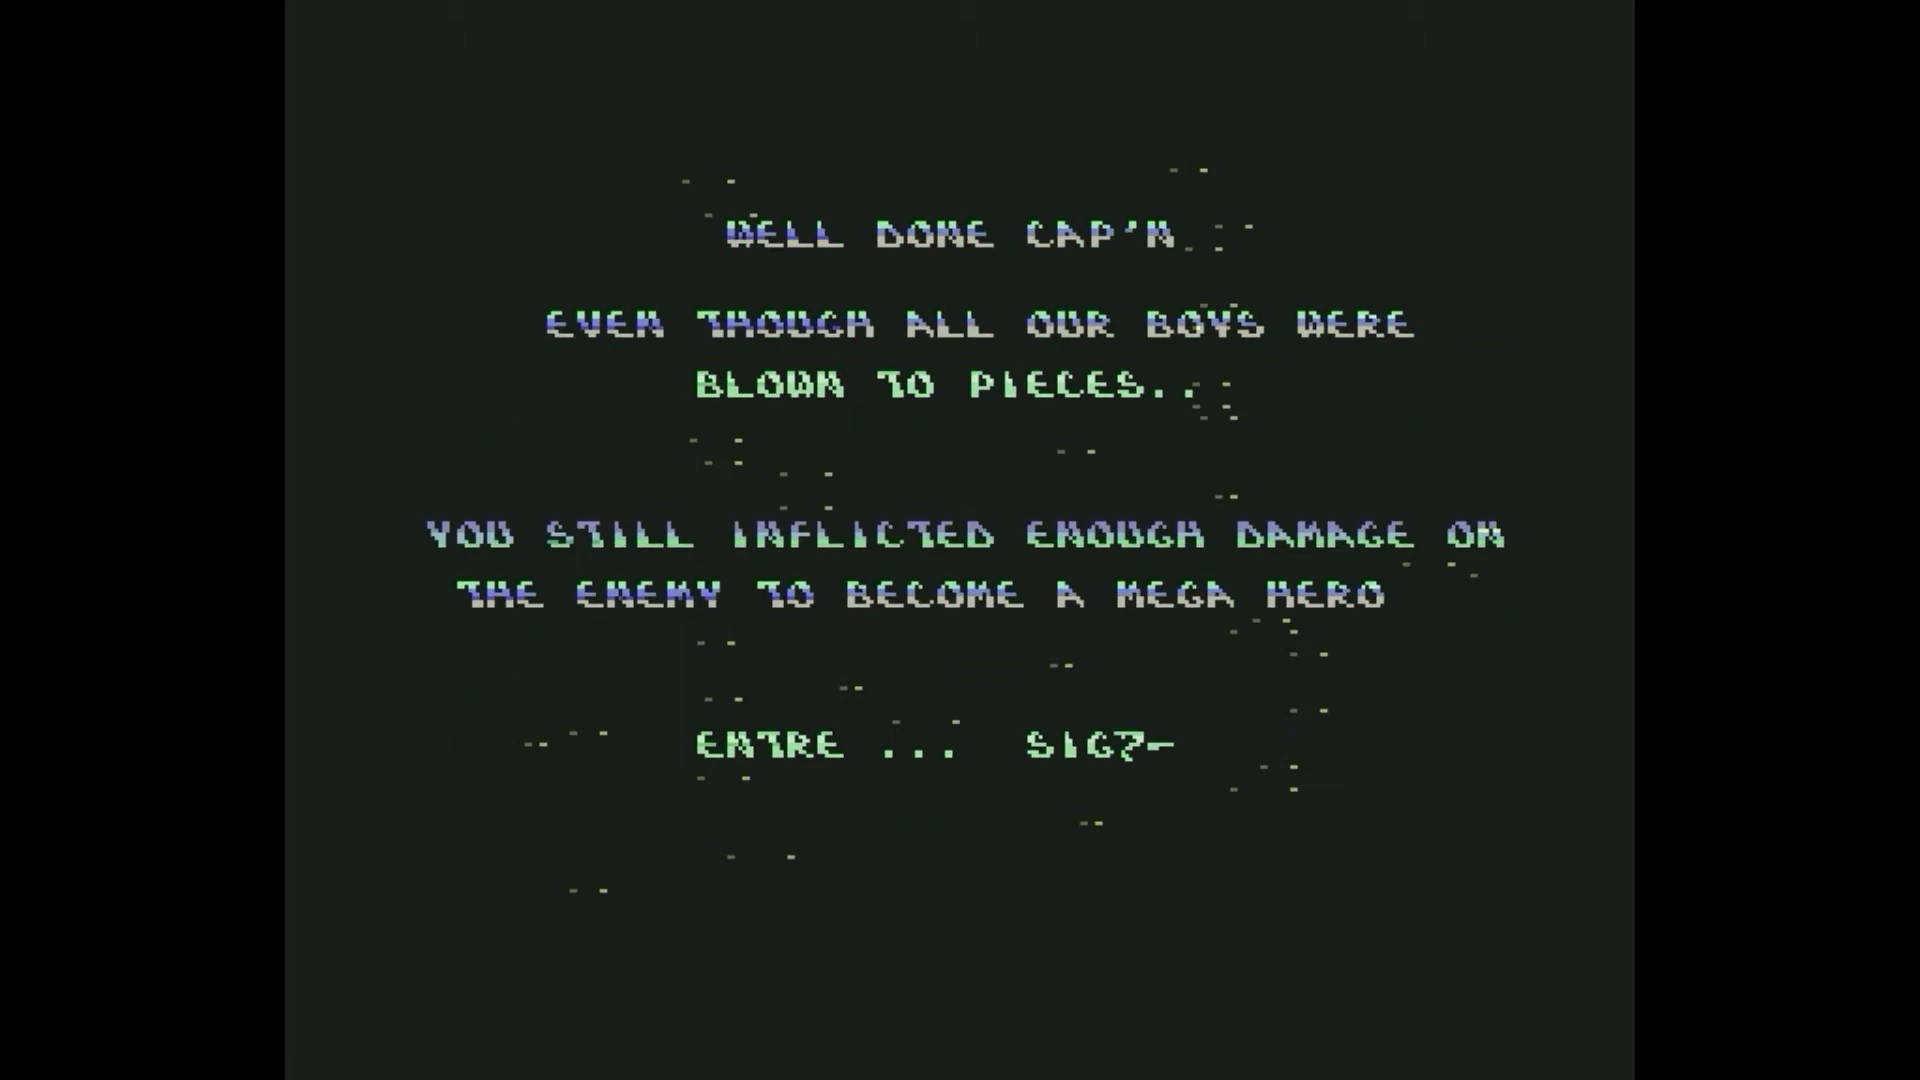 WELL DONE CAP'N
EVEN THOUGH ALL OUR BOYS WERE
BLOWN TO PIECES..
YOU STILL INFLICTED ENOUGH DAMAGE ON
THE ENEMY TO BECOME A MEGA HERO
ENTRE ... SIG?-